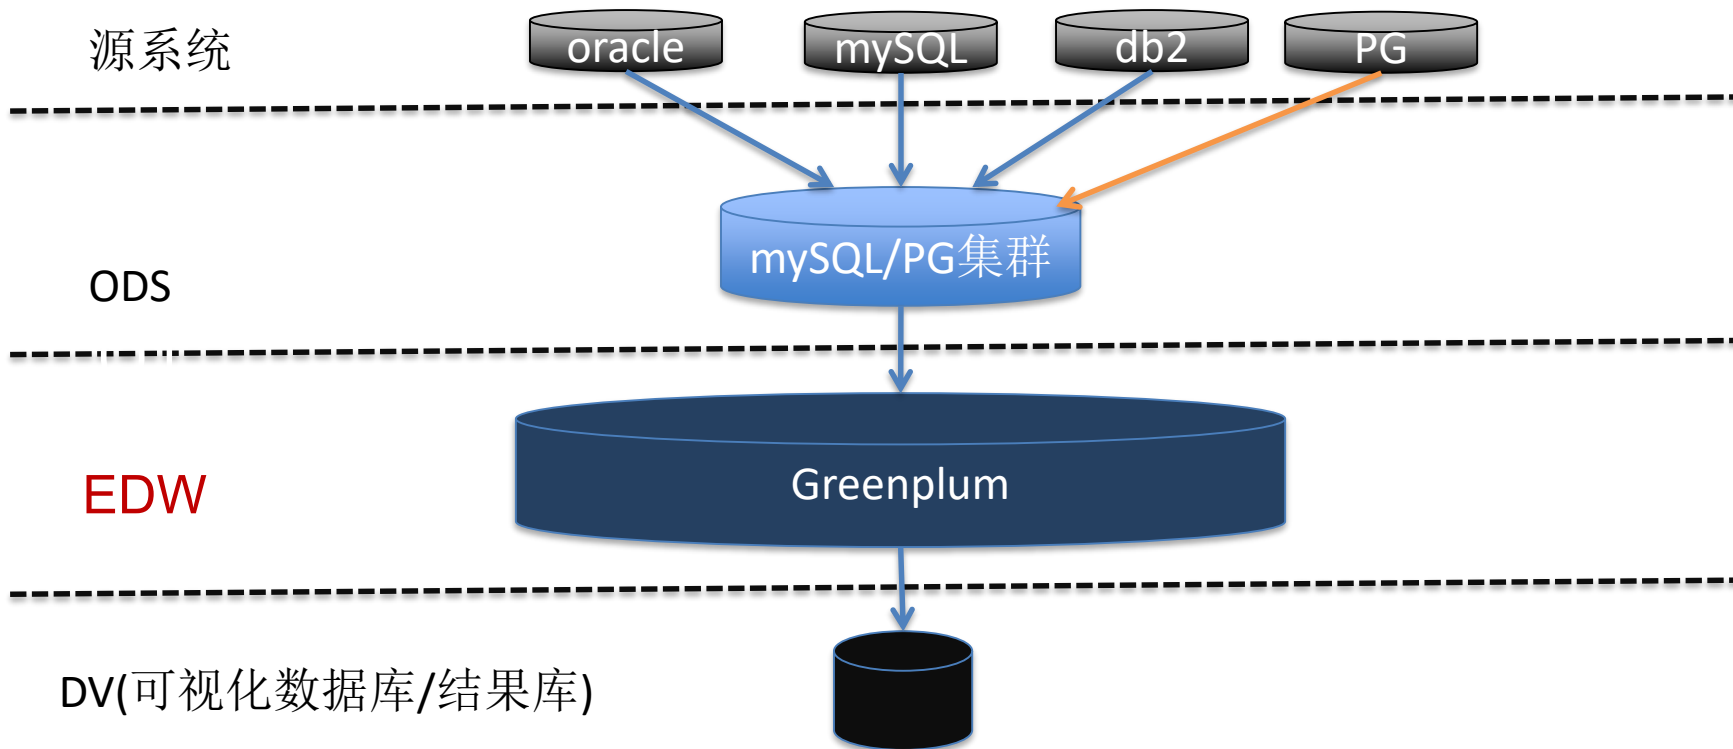 源系统
oracle
mySQL
db2
PG
mySQL/PG集群
ODS
Greenplum
EDW
DV(可视化数据库/结果库)